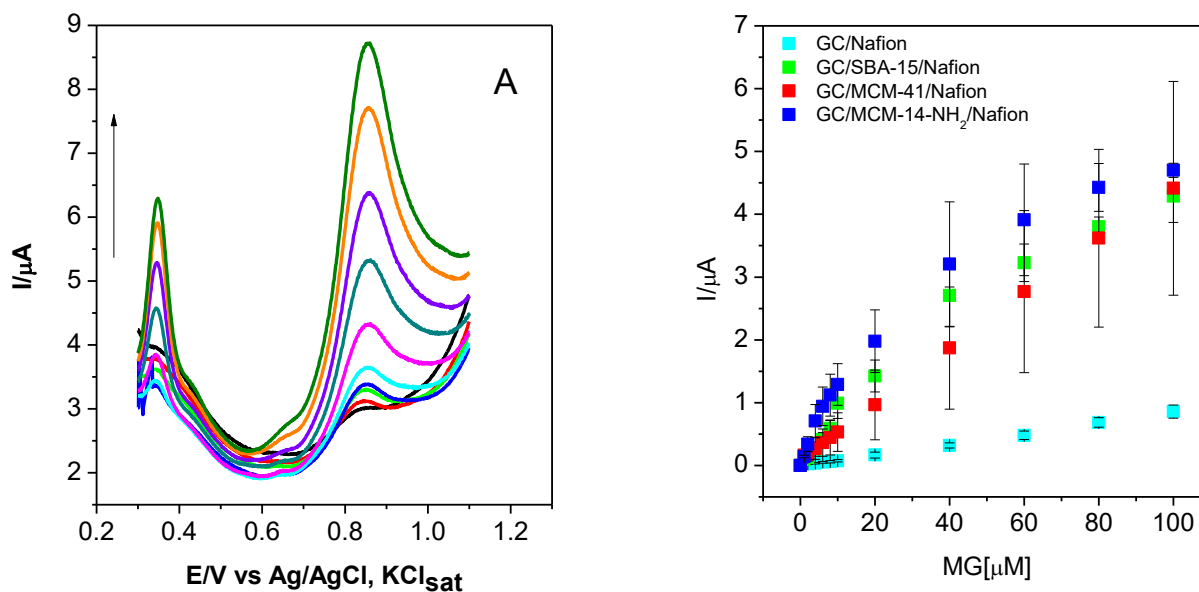 A
I/μA
9
8
7
6
5
4
3
2
0.2 0.4 0.6 0.8 1.0 1.2
E/V vs Ag/AgCl, KCl_sat
GC/Nafion
GC/SBA-15/Nafion
GC/MCM-41/Nafion
GC/MCM-14-NH₂/Nafion
I/μA
7
6
5
4
3
2
1
0
0 20 40 60 80 100
MG[μM]